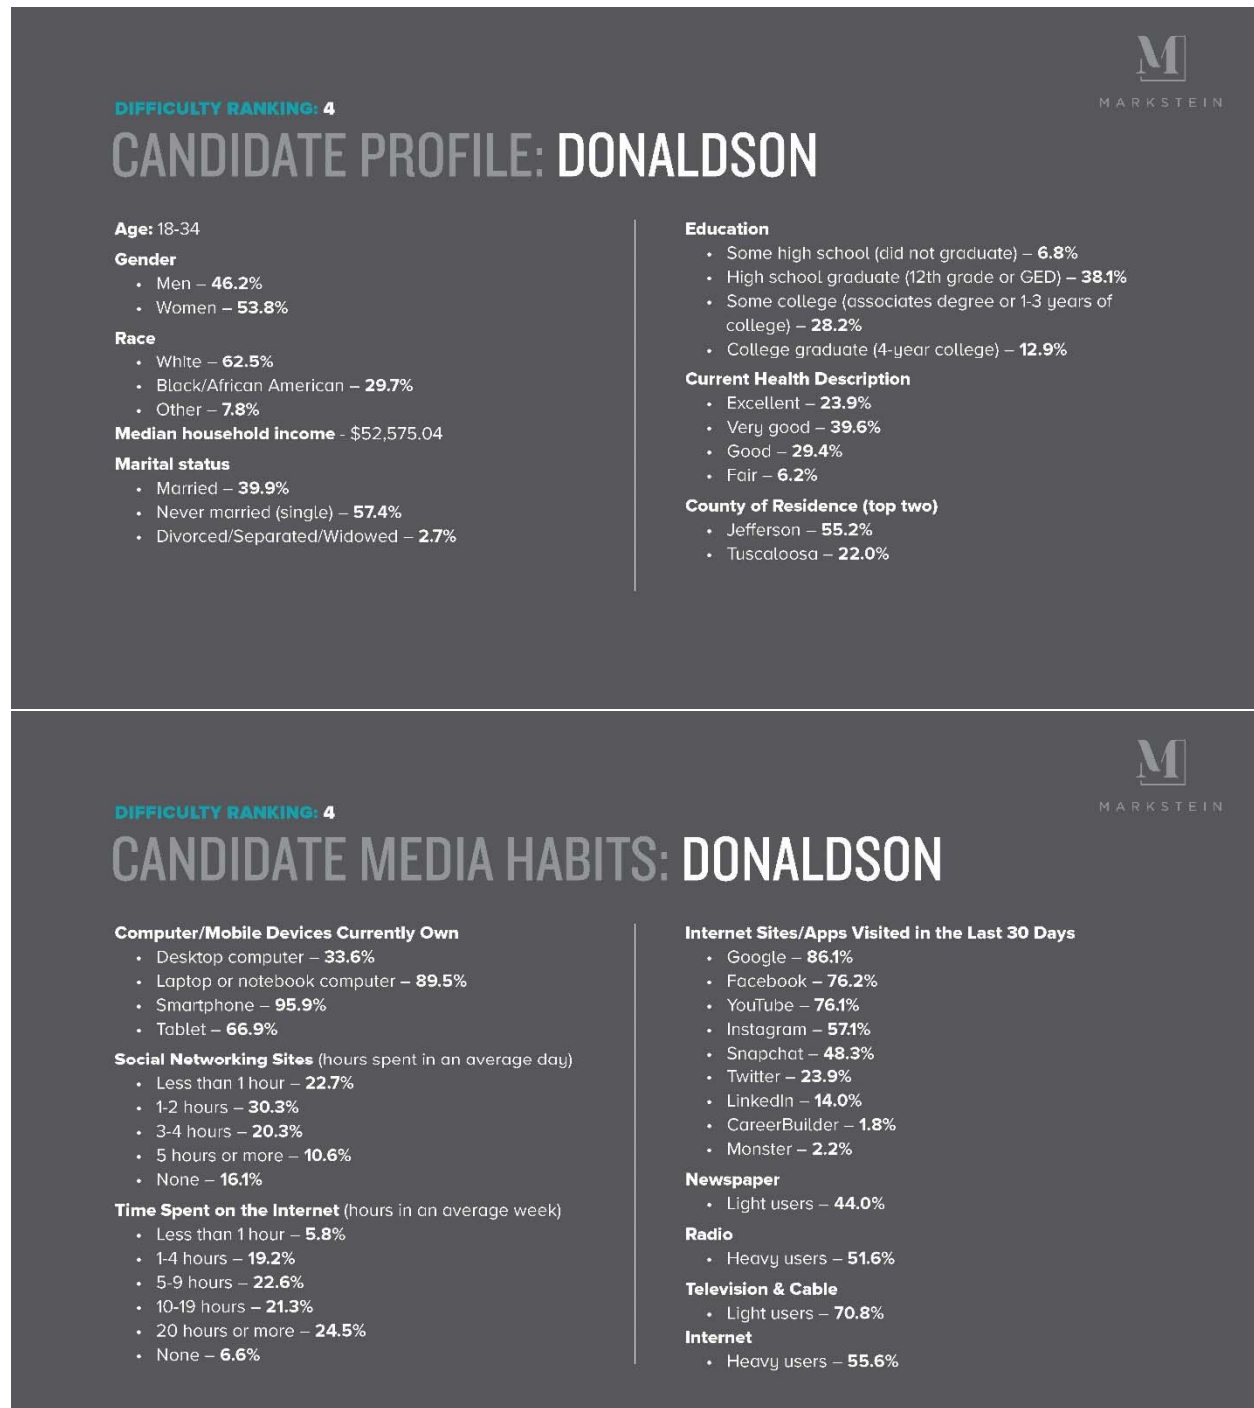 M
MARKSTEIN
DIFFICULTY RANKING: 4
CANDIDATE PROFILE: DONALDSON
Age: 18-34
Gender
• Men – 46.2%
• Women – 53.8%
Race
• White – 62.5%
• Black/African American – 29.7%
• Other – 7.8%
Median household income - $52,575.04
Marital status
• Married – 39.9%
• Never married (single) – 57.4%
• Divorced/Separated/Widowed – 2.7%
Education
• Some high school (did not graduate) – 6.8%
• High school graduate (12th grade or GED) – 38.1%
• Some college (associates degree or 1-3 years of
college) – 28.2%
• College graduate (4-year college) – 12.9%
Current Health Description
• Excellent – 23.9%
• Very good – 39.6%
• Good – 29.4%
• Fair – 6.2%
County of Residence (top two)
• Jefferson – 55.2%
• Tuscaloosa – 22.0%
M
MARKSTEIN
DIFFICULTY RANKING: 4
CANDIDATE MEDIA HABITS: DONALDSON
Computer/Mobile Devices Currently Own
• Desktop computer – 33.6%
• Laptop or notebook computer – 89.5%
• Smartphone – 95.9%
• Tablet – 66.9%
Social Networking Sites (hours spent in an average day)
• Less than 1 hour – 22.7%
• 1-2 hours – 30.3%
• 3-4 hours – 20.3%
• 5 hours or more – 10.6%
• None – 16.1%
Time Spent on the Internet (hours in an average week)
• Less than 1 hour – 5.8%
• 1-4 hours – 19.2%
• 5-9 hours – 22.6%
• 10-19 hours – 21.3%
• 20 hours or more – 24.5%
• None – 6.6%
Internet Sites/Apps Visited in the Last 30 Days
• Google – 86.1%
• Facebook – 76.2%
• YouTube – 76.1%
• Instagram – 57.1%
• Snapchat – 48.3%
• Twitter – 23.9%
• LinkedIn – 14.0%
• CareerBuilder – 1.8%
• Monster – 2.2%
Newspaper
• Light users – 44.0%
Radio
• Heavy users – 51.6%
Television & Cable
• Light users – 70.8%
Internet
• Heavy users – 55.6%